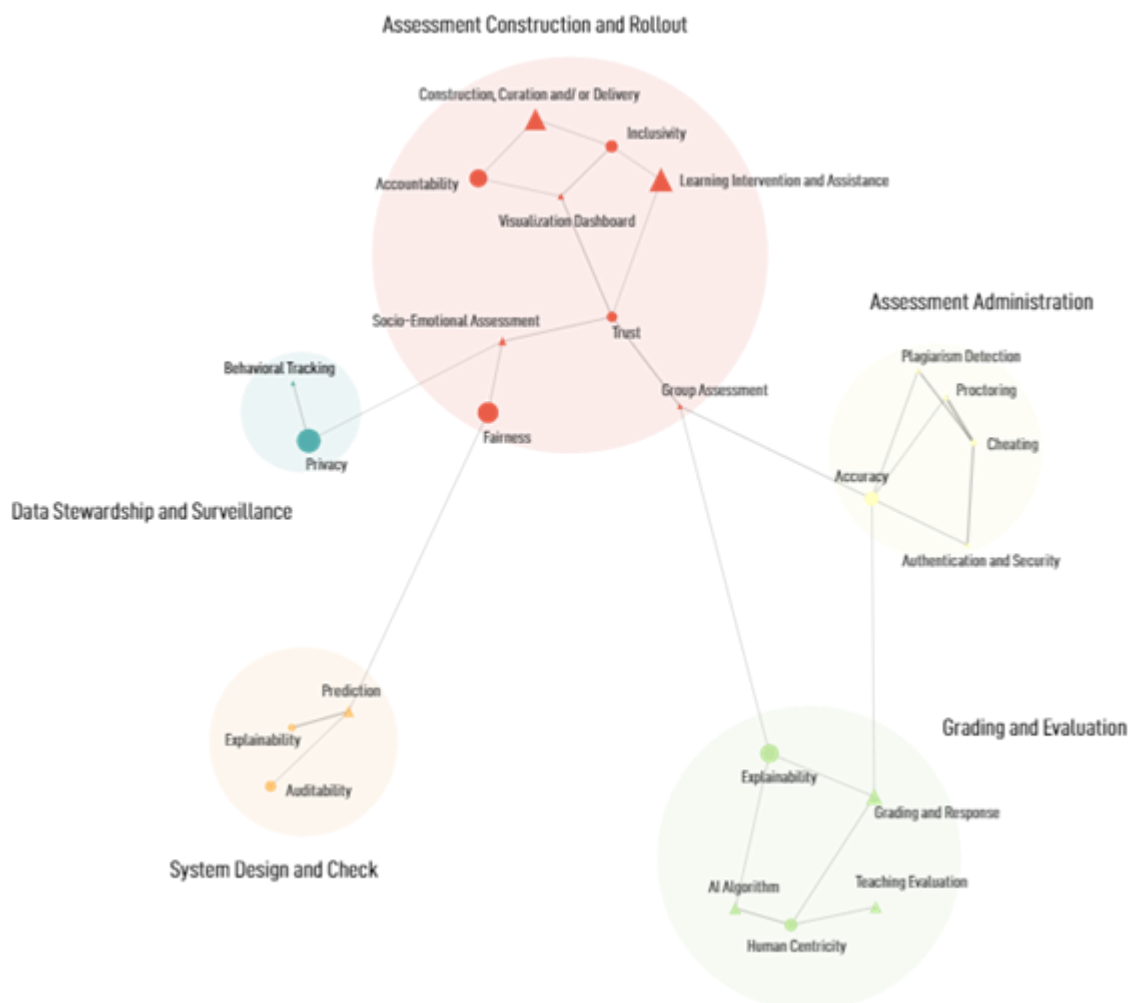 Assessment Construction and Rollout
Construction, Curation and/ or Delivery
Inclusivity
Accountability
Learning Intervention and Assistance
Visualization Dashboard
Socio-Emotional Assessment
Trust
Group Assessment
Fairness
Assessment Administration
Plagiarism Detection
Proctoring
Cheating
Accuracy
Authentication and Security
Behavioral Tracking
Privacy
Data Stewardship and Surveillance
Prediction
Explainability
Auditability
System Design and Check
Grading and Evaluation
Explainability
Grading and Response
AI Algorithm
Teaching Evaluation
Human Centricity